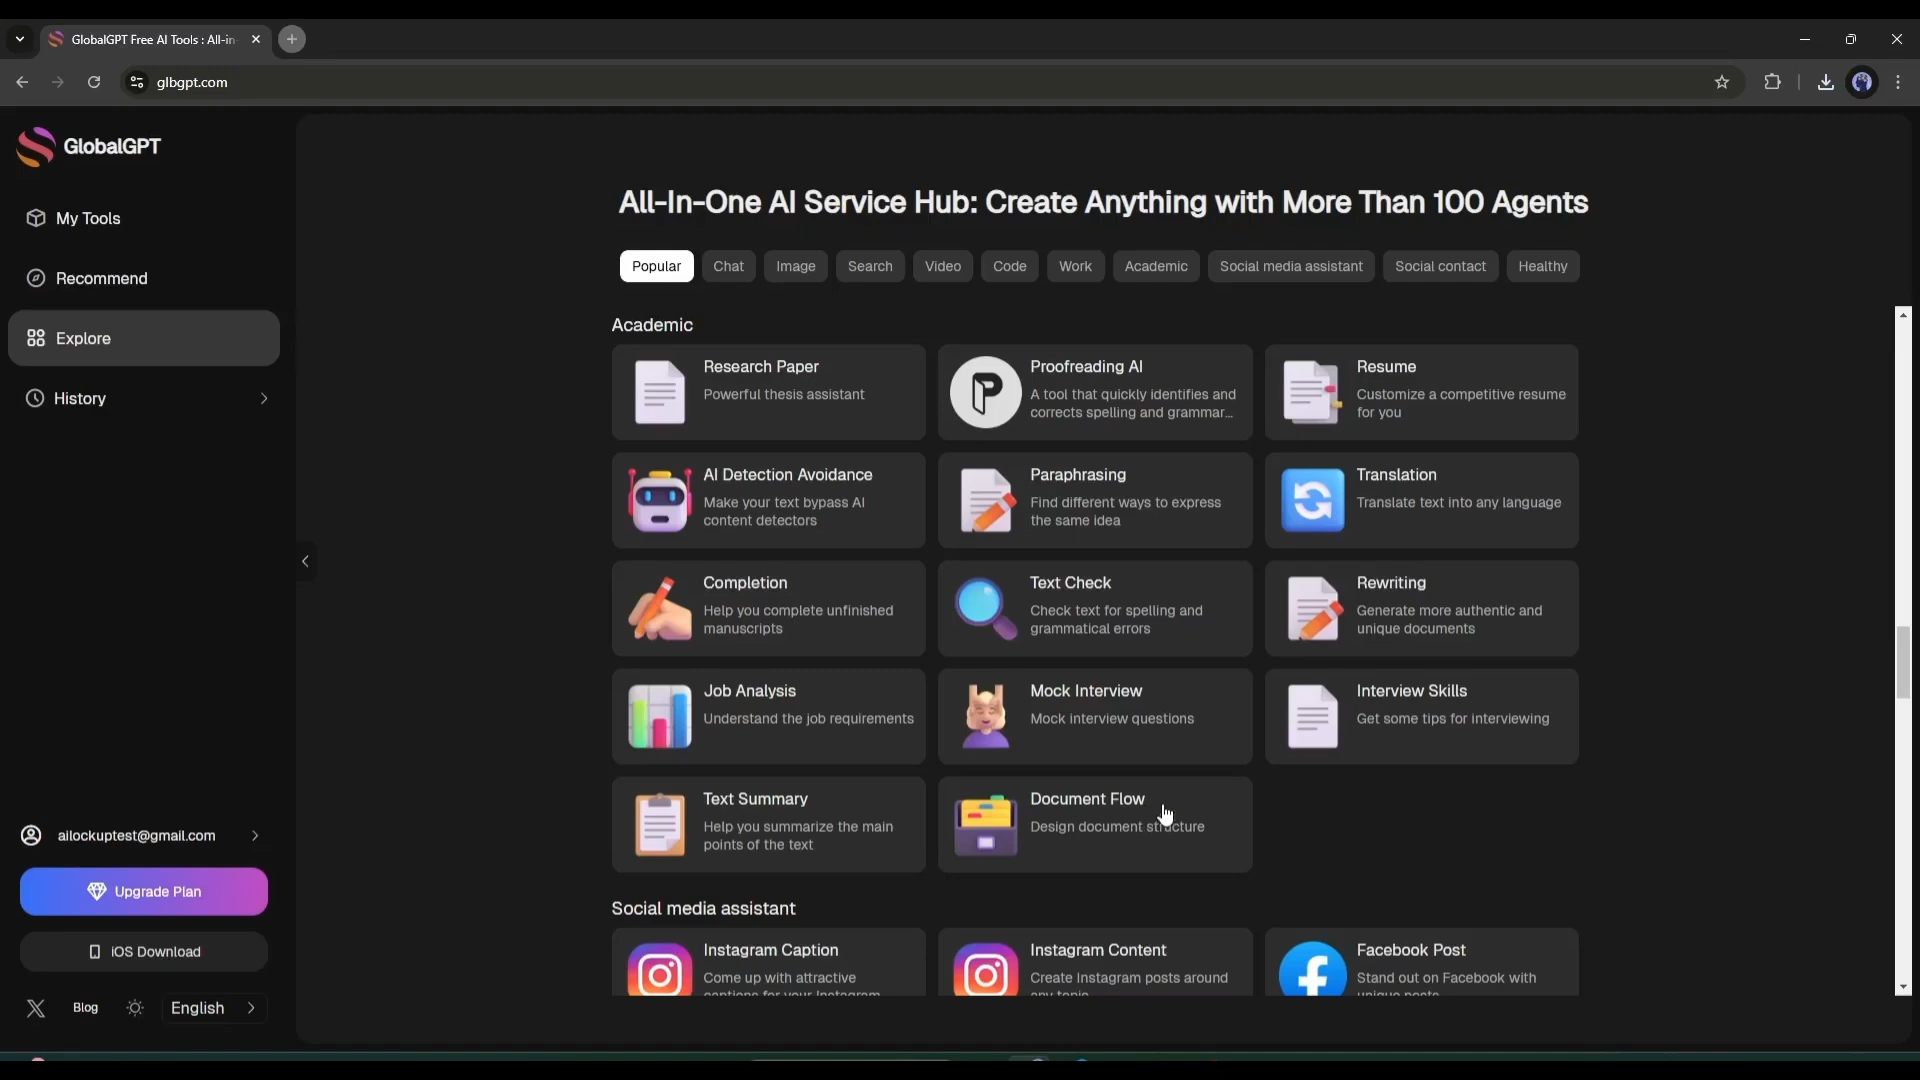 GlobalGPT Free AI Tools : All-in-
glbgpt.com
GlobalGPT
My Tools
Recommend
Explore
History
ailockuptest@gmail.com
Upgrade Plan
iOS Download
Blog
English
All-In-One AI Service Hub: Create Anything with More Than 100 Agents
Popular Chat Image Search Video Code Work Academic Social media assistant Social contact Healthy
Academic
Research Paper
Powerful thesis assistant
Proofreading AI
A tool that quickly identifies and
corrects spelling and grammar...
Resume
Customize a competitive resume
for you
AI Detection Avoidance
Make your text bypass AI
content detectors
Paraphrasing
Find different ways to express
the same idea
Translation
Translate text into any language
Completion
Help you complete unfinished
manuscripts
Text Check
Check text for spelling and
grammatical errors
Rewriting
Generate more authentic and
unique documents
Job Analysis
Understand the job requirements
Mock Interview
Mock interview questions
Interview Skills
Get some tips for interviewing
Text Summary
Help you summarize the main
points of the text
Document Flow
Design document structure
Social media assistant
Instagram Caption
Come up with attractive
captions for your Instagram
Instagram Content
Create Instagram posts around
any topic
Facebook Post
Stand out on Facebook with
unique posts